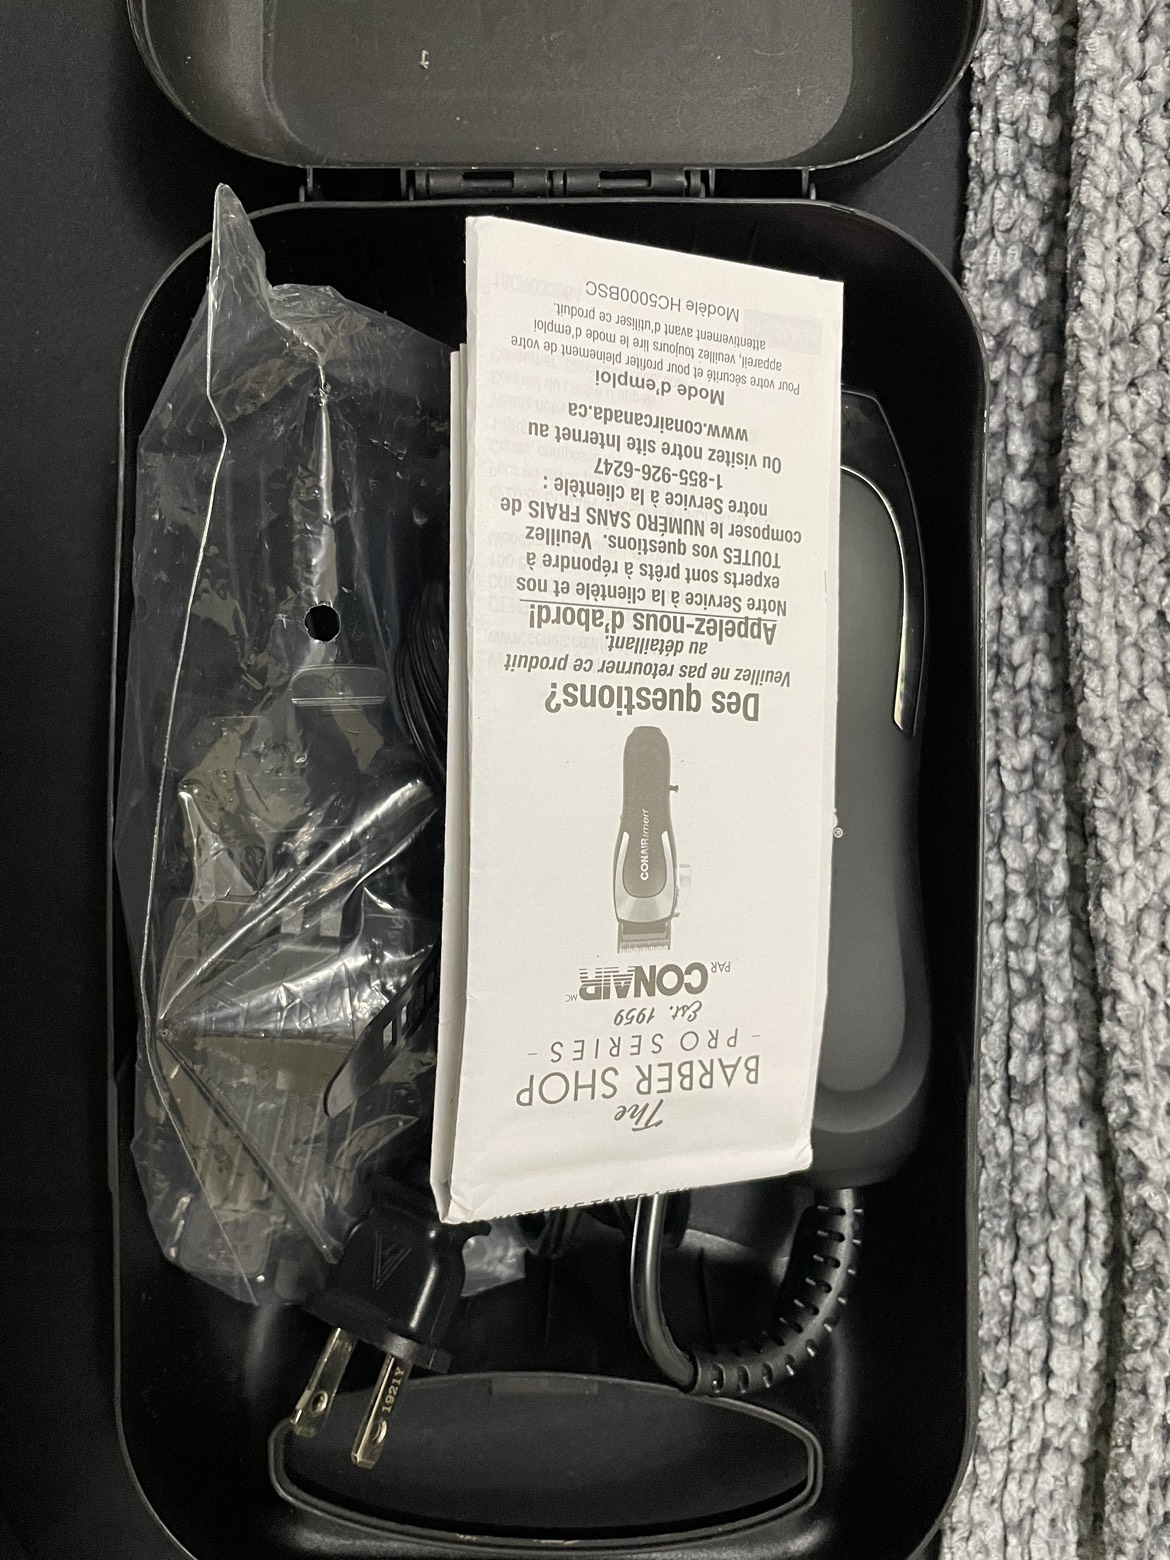 The
BARBER SHOP
- PRO SERIES -
Est. 1959
PAR CONAIR MC
CONAIRman
Des questions?
Veuillez ne pas retourner ce produit
au détaillant.
Appelez-nous d'abord!
Notre Service à la clientèle et nos
experts sont prêts à répondre à
TOUTES vos questions. Veuillez
composer le NUMÉRO SANS FRAIS de
notre Service à la clientèle :
1-855-926-6247
Ou visitez notre site Internet au
www.conaircanada.ca
Mode d'emploi
Pour votre sécurité et pour profiter pleinement de votre
appareil, veuillez toujours lire le mode d'emploi
attentivement avant d'utiliser ce produit.
Modèle HC5000BSC
®
1921Y